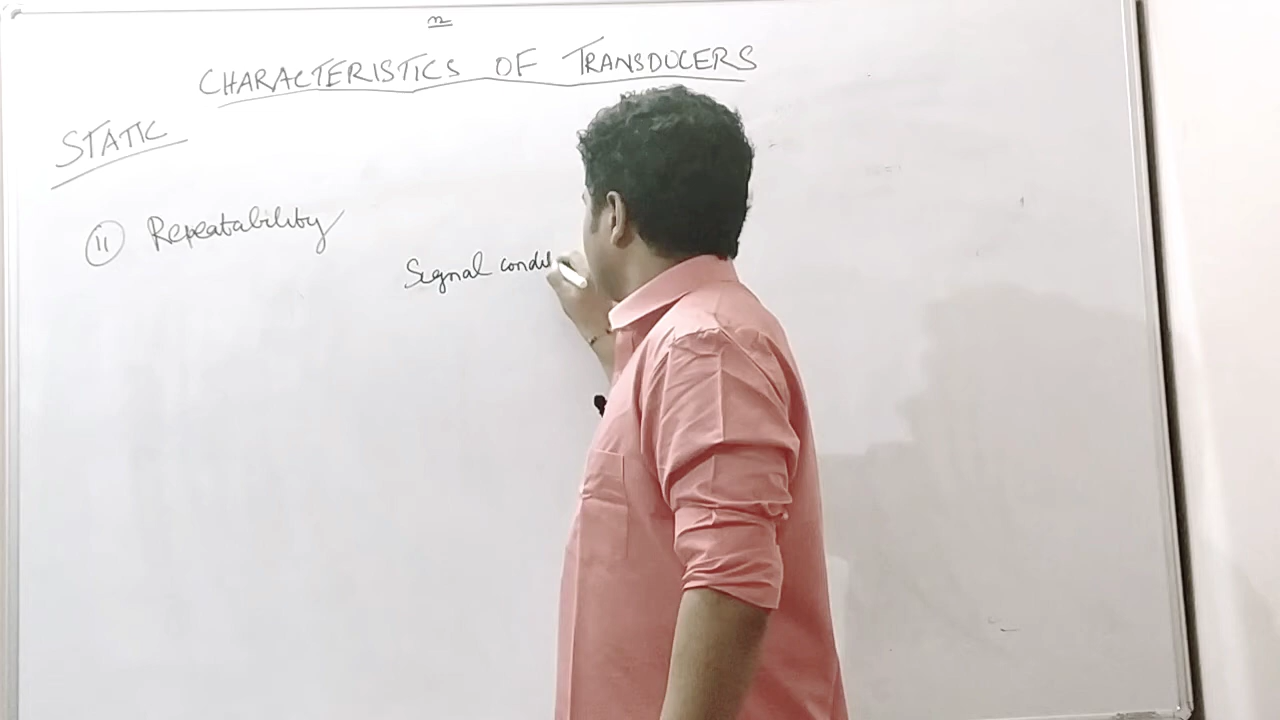 CHARACTERISTICS OF TRANSDUCERS
STATIC
11 Repeatability
Signal condi